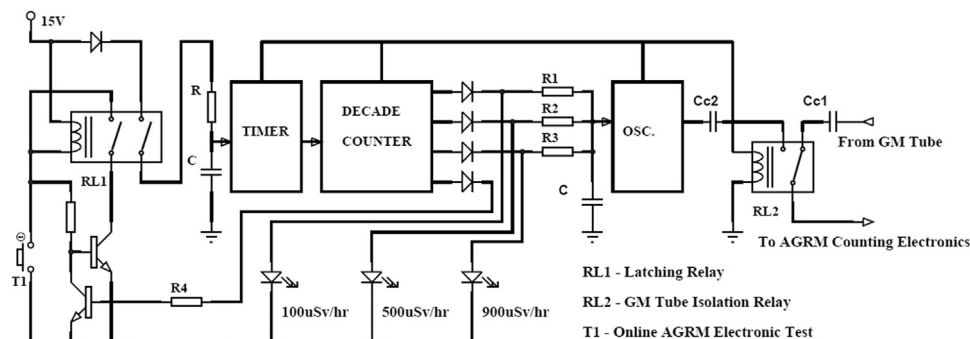 15V
R
TIMER
DECADE
COUNTER
R1
R2
R3
OSC.
Cc2
Cc1
From GM Tube
C
C
RL1
RL2
To AGRM Counting Electronics
T1
R4
100uSv/hr
500uSv/hr
900uSv/hr
RL1 - Latching Relay
RL2 - GM Tube Isolation Relay
T1 - Online AGRM Electronic Test